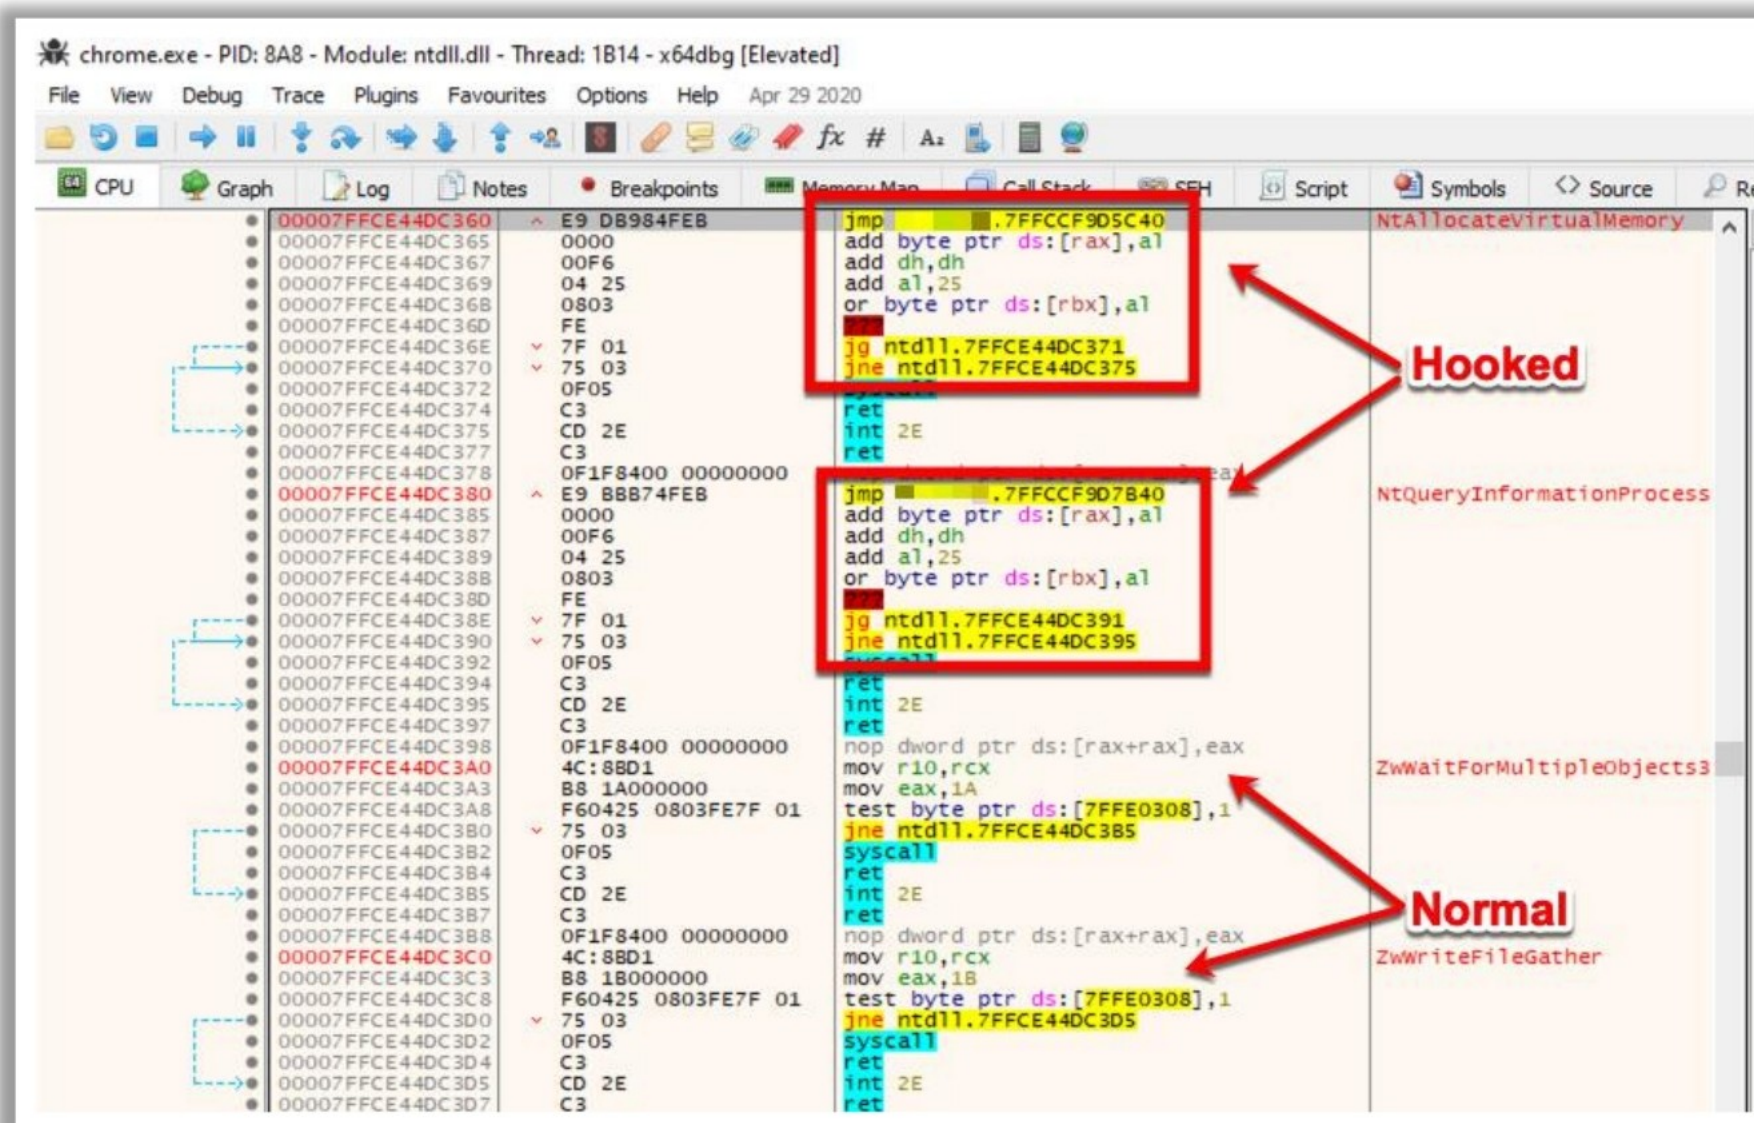 chrome.exe - PID: 8A8 - Module: ntdll.dll - Thread: 1B14 - x64dbg [Elevated]
File View Debug Trace Plugins Favourites Options Help Apr 29 2020
CPU Graph Log Notes Breakpoints Memory Map Call Stack SEH Script Symbols Source
00007FFCE44DC360 E9 DB984FEB jmp .7FFCCF9D5C40 NtAllocateVirtualMemory
00007FFCE44DC365 0000 add byte ptr ds:[rax],al
00007FFCE44DC367 00F6 add dh,dh
00007FFCE44DC369 04 25 add al,25
00007FFCE44DC36B 0803 or byte ptr ds:[rbx],al
00007FFCE44DC36D FE ???
00007FFCE44DC36E 7F 01 jg ntdll.7FFCE44DC371
00007FFCE44DC370 75 03 jne ntdll.7FFCE44DC375
Hooked
00007FFCE44DC372 0F05 syscall
00007FFCE44DC374 C3 ret
00007FFCE44DC375 CD 2E int 2E
00007FFCE44DC377 C3 ret
00007FFCE44DC378 0F1F8400 00000000
00007FFCE44DC380 E9 BBB74FEB jmp .7FFCCF9D7B40 NtQueryInformationProcess
00007FFCE44DC385 0000 add byte ptr ds:[rax],al
00007FFCE44DC387 00F6 add dh,dh
00007FFCE44DC389 04 25 add al,25
00007FFCE44DC38B 0803 or byte ptr ds:[rbx],al
00007FFCE44DC38D FE ???
00007FFCE44DC38E 7F 01 jg ntdll.7FFCE44DC391
00007FFCE44DC390 75 03 jne ntdll.7FFCE44DC395
00007FFCE44DC392 0F05 syscall
00007FFCE44DC394 C3 ret
00007FFCE44DC395 CD 2E int 2E
00007FFCE44DC397 C3 ret
00007FFCE44DC398 0F1F8400 00000000 nop dword ptr ds:[rax+rax],eax
00007FFCE44DC3A0 4C:8BD1 mov r10,rcx ZwWaitForMultipleObjects3
00007FFCE44DC3A3 B8 1A000000 mov eax,1A
00007FFCE44DC3A8 F60425 0803FE7F 01 test byte ptr ds:[7FFE0308],1
00007FFCE44DC3B0 75 03 jne ntdll.7FFCE44DC3B5
00007FFCE44DC3B2 0F05 syscall
00007FFCE44DC3B4 C3 ret
00007FFCE44DC3B5 CD 2E int 2E
00007FFCE44DC3B7 C3 ret
Normal
00007FFCE44DC3B8 0F1F8400 00000000 nop dword ptr ds:[rax+rax],eax
00007FFCE44DC3C0 4C:8BD1 mov r10,rcx ZwWriteFileGather
00007FFCE44DC3C3 B8 1B000000 mov eax,1B
00007FFCE44DC3C8 F60425 0803FE7F 01 test byte ptr ds:[7FFE0308],1
00007FFCE44DC3D0 75 03 jne ntdll.7FFCE44DC3D5
00007FFCE44DC3D2 0F05 syscall
00007FFCE44DC3D4 C3 ret
00007FFCE44DC3D5 CD 2E int 2E
00007FFCE44DC3D7 C3 ret